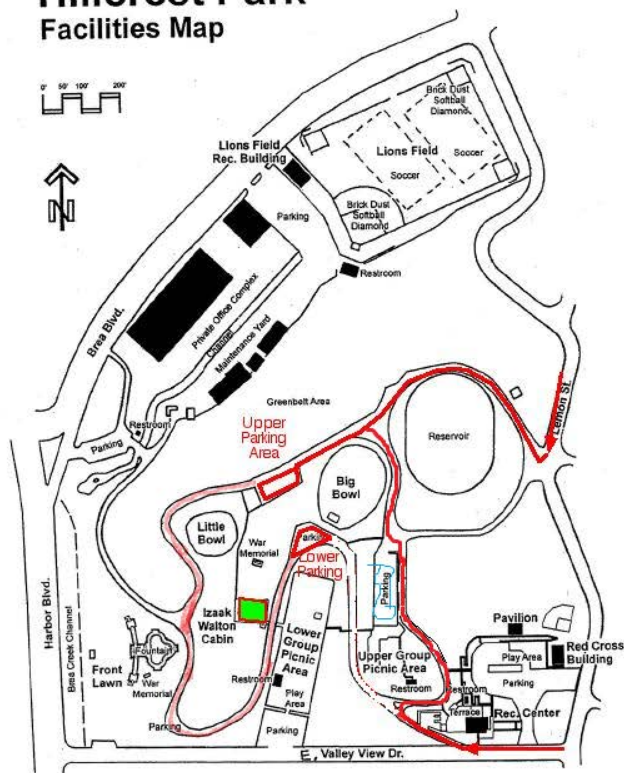 Hillcrest Park
Facilities Map
0' 50' 100' 200'
N
Brick Dust
Softball
Diamond
Lions Field
Rec. Building
Lions Field
Soccer
Soccer
Brick Dust
Softball
Diamond
Parking
Restroom
Private Office Complex
Channel
Maintenance Yard
Brea Blvd.
Greenbelt Area
Lemon St.
Restroom
Upper
Parking
Area
Parking
Reservoir
Big
Bowl
Little
Bowl
War
Memorial
Parking
Lower
Parking
Parking
Izaak
Walton
Cabin
Harbor Blvd.
Brea Creek Channel
Pavilion
Lower
Group
Picnic
Area
Red Cross
Building
Fountain
Play Area
Upper Group
Picnic Area
Front
Lawn
War
Memorial
Restroom
Restroom
Restroom
Parking
Play
Area
Terrace
Rec. Center
Parking
Parking
E. Valley View Dr.